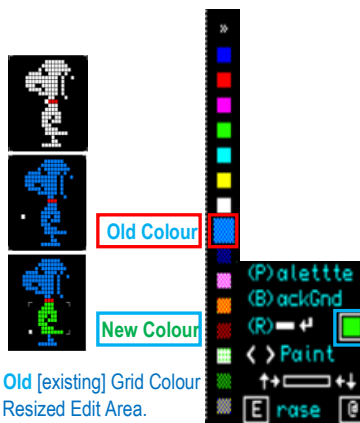 »
Old Colour
(P)alettte
(B)ackGnd
New Colour
(R) ↵
< > Paint
↑→ ←↓
Old [existing] Grid Colour
Resized Edit Area.
E rase @